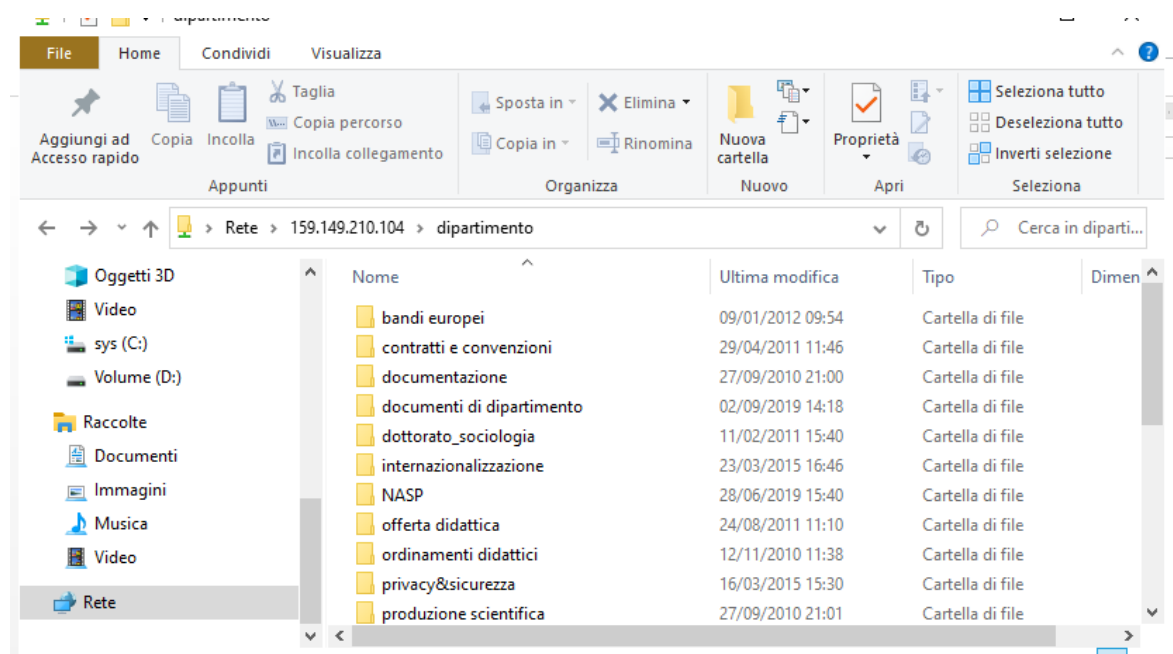 dipartimento
File Home Condividi Visualizza
Aggiungi ad Accesso rapido
Copia
Incolla
Taglia
Copia percorso
Incolla collegamento
Appunti
Sposta in
Copia in
Elimina
Rinomina
Organizza
Nuova cartella
Nuovo
Proprietà
Apri
Seleziona tutto
Deseleziona tutto
Inverti selezione
Seleziona
Rete > 159.149.210.104 > dipartimento
Cerca in diparti...
Oggetti 3D
Video
sys (C:)
Volume (D:)
Raccolte
Documenti
Immagini
Musica
Video
Rete
Nome Ultima modifica Tipo Dimen
bandi europei 09/01/2012 09:54 Cartella di file
contratti e convenzioni 29/04/2011 11:46 Cartella di file
documentazione 27/09/2010 21:00 Cartella di file
documenti di dipartimento 02/09/2019 14:18 Cartella di file
dottorato_sociologia 11/02/2011 15:40 Cartella di file
internazionalizzazione 23/03/2015 16:46 Cartella di file
NASP 28/06/2019 15:40 Cartella di file
offerta didattica 24/08/2011 11:10 Cartella di file
ordinamenti didattici 12/11/2010 11:38 Cartella di file
privacy&sicurezza 16/03/2015 15:30 Cartella di file
produzione scientifica 27/09/2010 21:01 Cartella di file